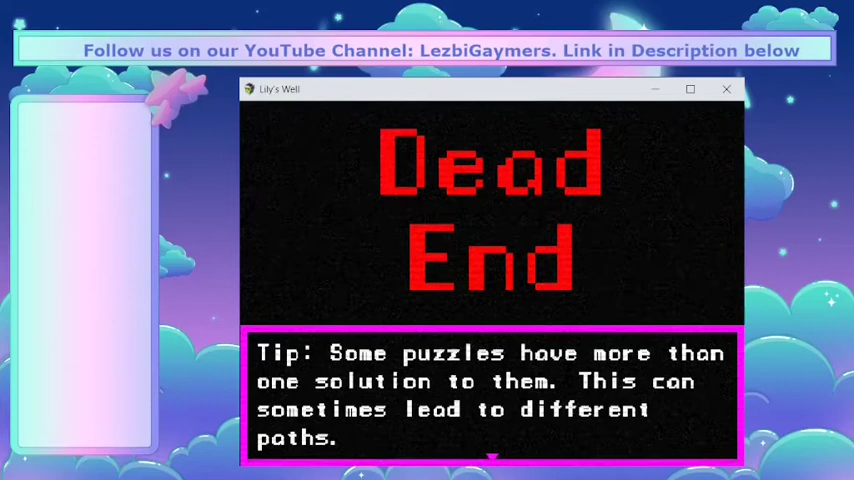 Follow us on our YouTube Channel: LezbiGaymers. Link in Description below
Lily's Well
Dead
End
Tip: Some puzzles have more than
one solution to them. This can
sometimes lead to different
paths.